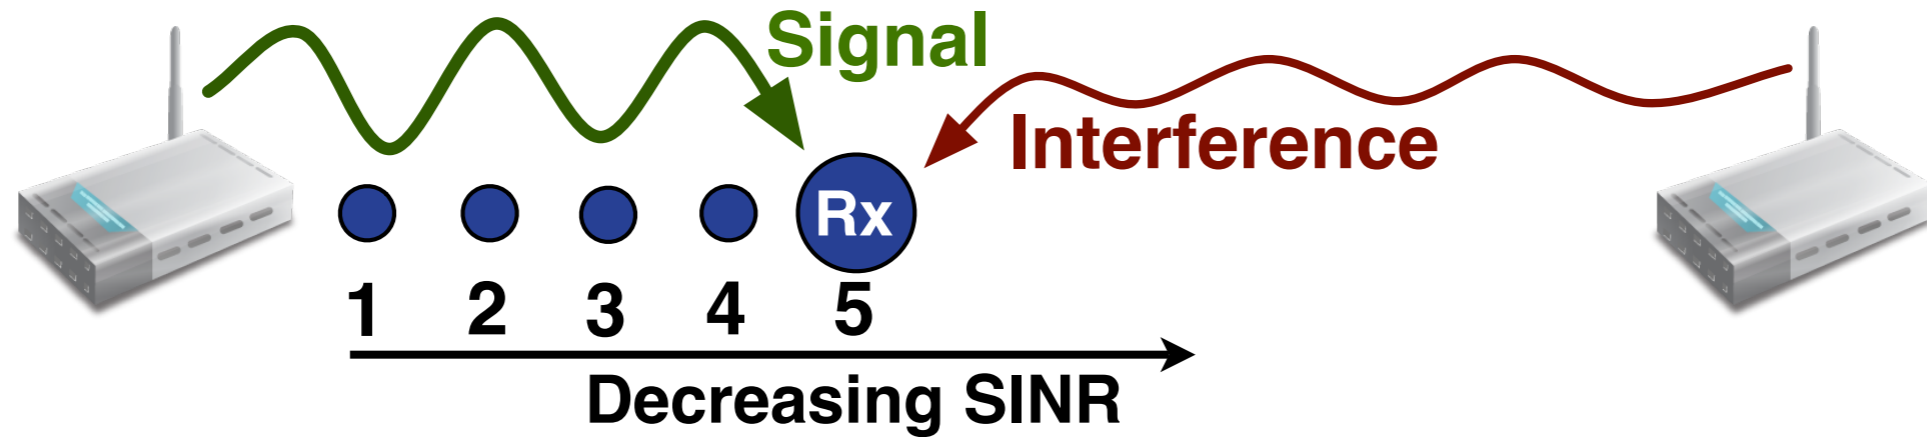 Signal
Interference
Rx
1 2 3 4 5
Decreasing SINR